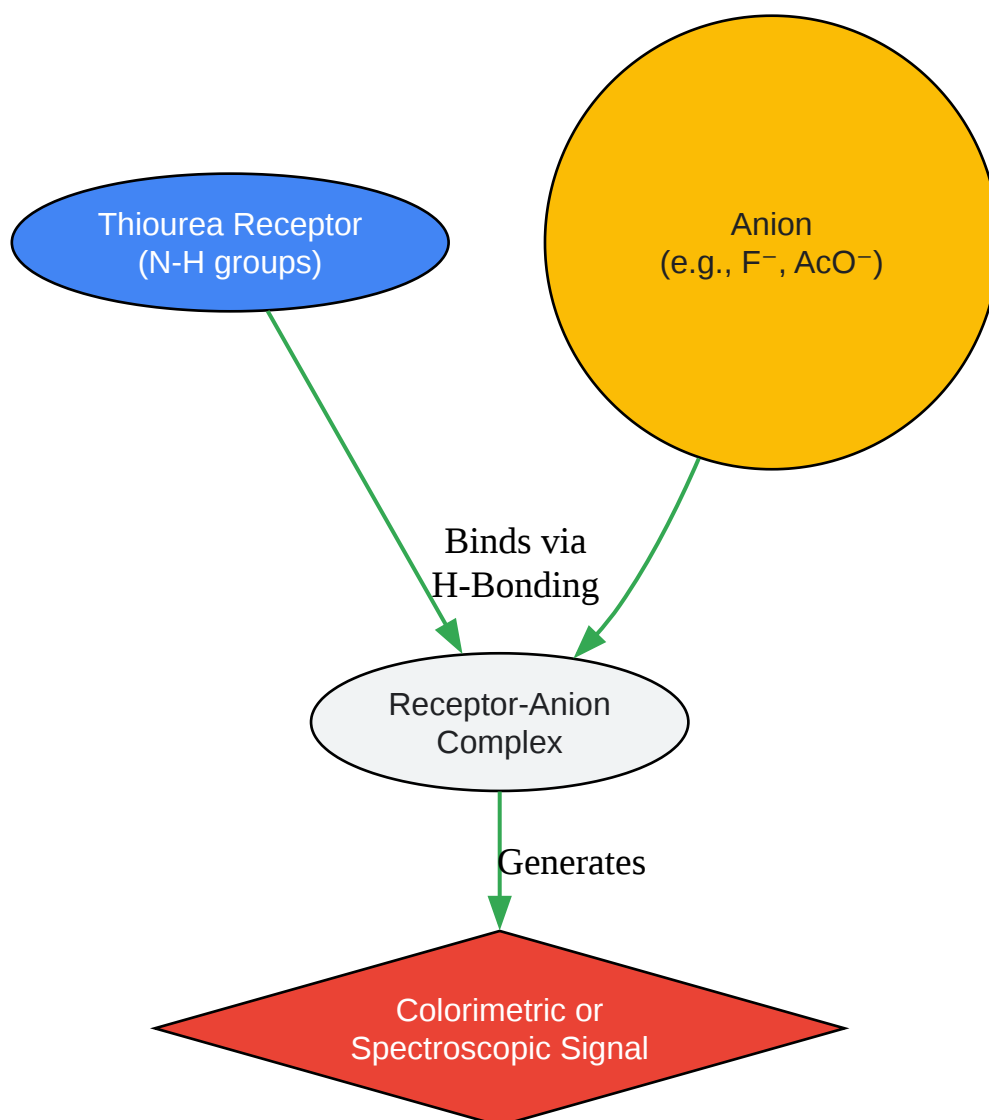 Thiourea Receptor
(N-H groups)
Anion
(e.g., F⁻, AcO⁻)
Binds via
H-Bonding
Receptor-Anion
Complex
Generates
Colorimetric or
Spectroscopic Signal